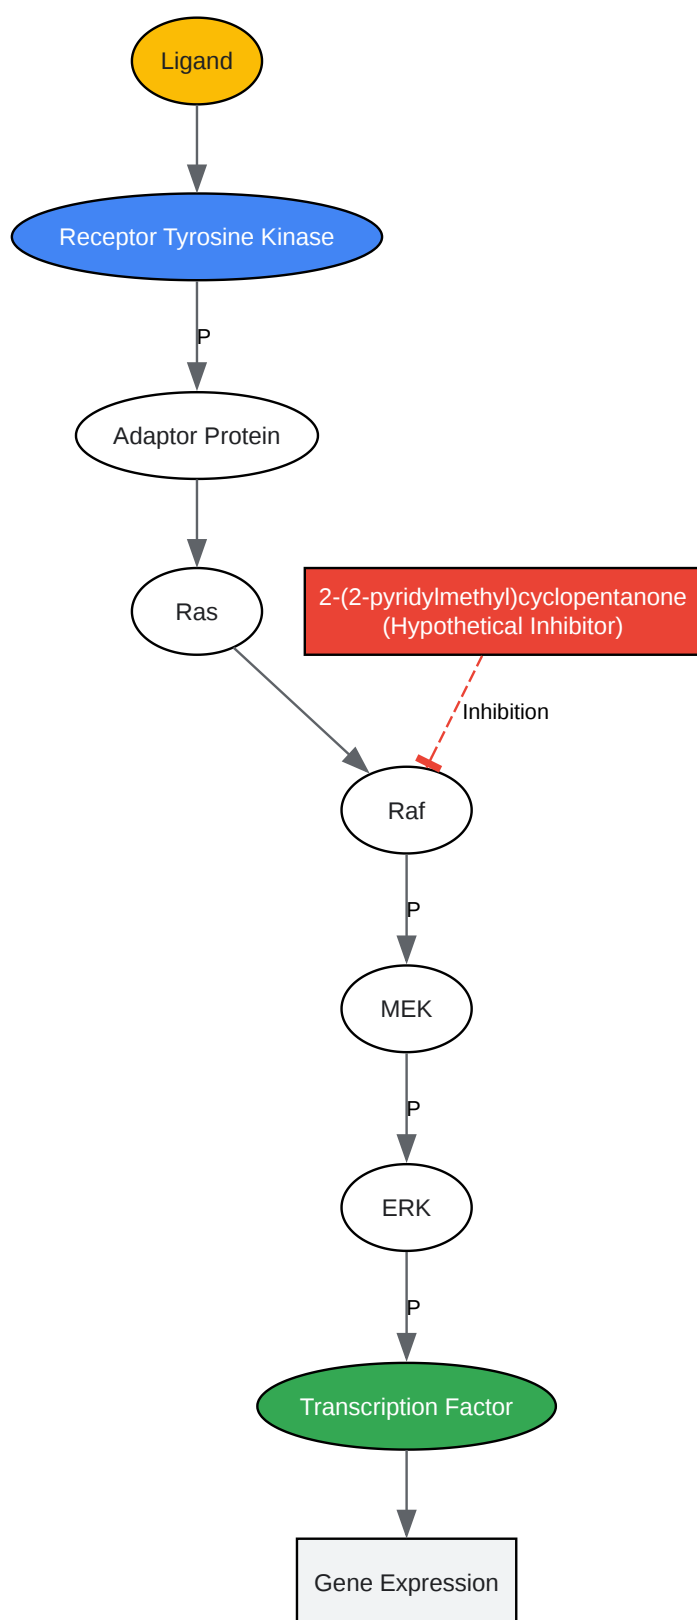 Ligand
Receptor Tyrosine Kinase
P
Adaptor Protein
Ras
2-(2-pyridylmethyl)cyclopentanone
(Hypothetical Inhibitor)
Inhibition
Raf
P
MEK
P
ERK
P
Transcription Factor
Gene Expression